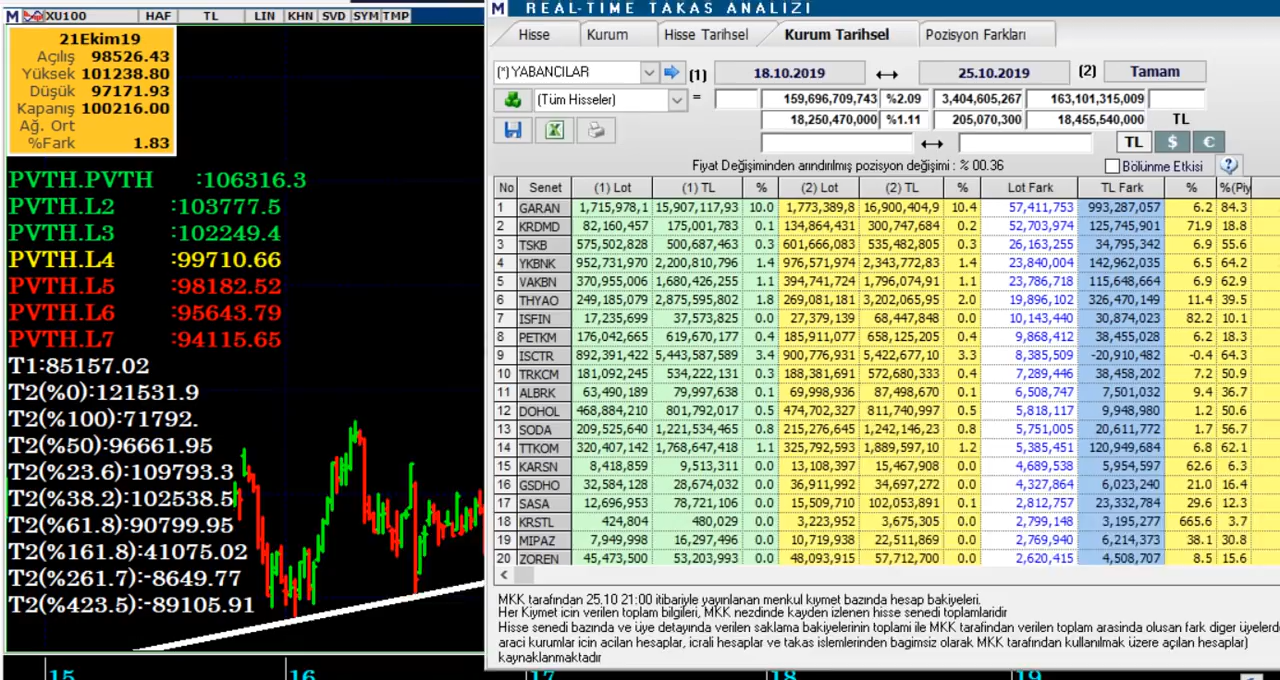 M XU100 HAF TL LIN KHN SVD SYM TMP
21Ekim19
Açılış 98526.43
Yüksek 101238.80
Düşük 97171.93
Kapanış 100216.00
Ağ. Ort
%Fark 1.83
PVTH.PVTH :106316.3
PVTH.L2 :103777.5
PVTH.L3 :102249.4
PVTH.L4 :99710.66
PVTH.L5 :98182.52
PVTH.L6 :95643.79
PVTH.L7 :94115.65
T1:85157.02
T2(%0):121531.9
T2(%100):71792.
T2(%50):96661.95
T2(%23.6):109793.3
T2(%38.2):102538.5
T2(%61.8):90799.95
T2(%161.8):41075.02
T2(%261.7):-8649.77
T2(%423.5):-89105.91
15 16 17 18 19
M REAL-TIME TAKAS ANALIZI
Hisse Kurum Hisse Tarihsel Kurum Tarihsel Pozisyon Farkları
(*) YABANCILAR (1) 18.10.2019 25.10.2019 (2) Tamam
(Tüm Hisseler) = 159,696,709,743 %2.09 3,404,605,267 163,101,315,009
18,250,470,000 %1.11 205,070,300 18,455,540,000 TL
TL $ €
Fiyat Değişiminden arındırılmış pozisyon değişimi : % 00.36 Bölünme Etkisi ?
No Senet (1) Lot (1) TL % (2) Lot (2) TL % Lot Fark TL Fark % %(Piy
1 GARAN 1,715,978,1 15,907,117,93 10.0 1,773,389,8 16,900,404,9 10.4 57,411,753 993,287,057 6.2 84.3
2 KRDMD 82,160,457 175,001,783 0.1 134,864,431 300,747,684 0.2 52,703,974 125,745,901 71.9 18.8
3 TSKB 575,502,828 500,687,463 0.3 601,666,083 535,482,805 0.3 26,163,255 34,795,342 6.9 55.6
4 YKBNK 952,731,970 2,200,810,796 1.4 976,571,974 2,343,772,83 1.4 23,840,004 142,962,035 6.5 64.2
5 VAKBN 370,955,006 1,680,426,255 1.1 394,741,724 1,796,074,91 1.1 23,786,718 115,648,664 6.9 62.9
6 THYAO 249,185,079 2,875,595,802 1.8 269,081,181 3,202,065,95 2.0 19,896,102 326,470,149 11.4 39.5
7 ISFIN 17,235,699 37,573,825 0.0 27,379,139 68,447,848 0.0 10,143,440 30,874,023 82.2 10.1
8 PETKM 176,042,665 619,670,177 0.4 185,911,077 658,125,205 0.4 9,868,412 38,455,028 6.2 18.3
9 ISCTR 892,391,422 5,443,587,589 3.4 900,776,931 5,422,677,10 3.3 8,385,509 -20,910,482 -0.4 64.3
10 TRKCM 181,092,245 534,222,131 0.3 188,381,691 572,680,333 0.4 7,289,446 38,458,202 7.2 50.9
11 ALBRK 63,490,189 79,997,638 0.1 69,998,936 87,498,670 0.1 6,508,747 7,501,032 9.4 36.7
12 DOHOL 468,884,210 801,792,017 0.5 474,702,327 811,740,997 0.5 5,818,117 9,948,980 1.2 50.6
13 SODA 209,525,640 1,221,534,465 0.8 215,276,645 1,242,146,23 0.8 5,751,005 20,611,772 1.7 56.7
14 TTKOM 320,407,142 1,768,647,418 1.1 325,792,593 1,889,597,10 1.2 5,385,451 120,949,684 6.8 62.1
15 KARSN 8,418,859 9,513,311 0.0 13,108,397 15,467,908 0.0 4,689,538 5,954,597 62.6 6.3
16 GSDHO 32,584,128 28,674,032 0.0 36,911,992 34,697,272 0.0 4,327,864 6,023,240 21.0 16.4
17 SASA 12,696,953 78,721,106 0.0 15,509,710 102,053,891 0.1 2,812,757 23,332,784 29.6 12.3
18 KRSTL 424,804 480,029 0.0 3,223,952 3,675,305 0.0 2,799,148 3,195,277 665.6 3.7
19 MIPAZ 7,949,998 16,297,496 0.0 10,719,938 22,511,869 0.0 2,769,940 6,214,373 38.1 30.8
20 ZOREN 45,473,500 53,203,993 0.0 48,093,915 57,712,700 0.0 2,620,415 4,508,707 8.5 15.6
MKK tarafından 25.10 21:00 itibariyle yayınlanan menkul kıymet bazında hesap bakiyeleri.
Her Kıymet icin verilen toplam bilgileri, MKK nezdinde kayden izlenen hisse senedi toplamlaridir
Hisse senedi bazında ve üye detayında verilen saklama bakiyelerinin toplami ile MKK tarafından verilen toplam arasinda olusan fark diger üyelerde
araci kurumlar icin acilan hesaplar, icrali hesaplar ve takas islemlerinden bagimsiz olarak MKK tarafından kullanılmak üzere açılan hesaplar)
kaynaklanmaktadır